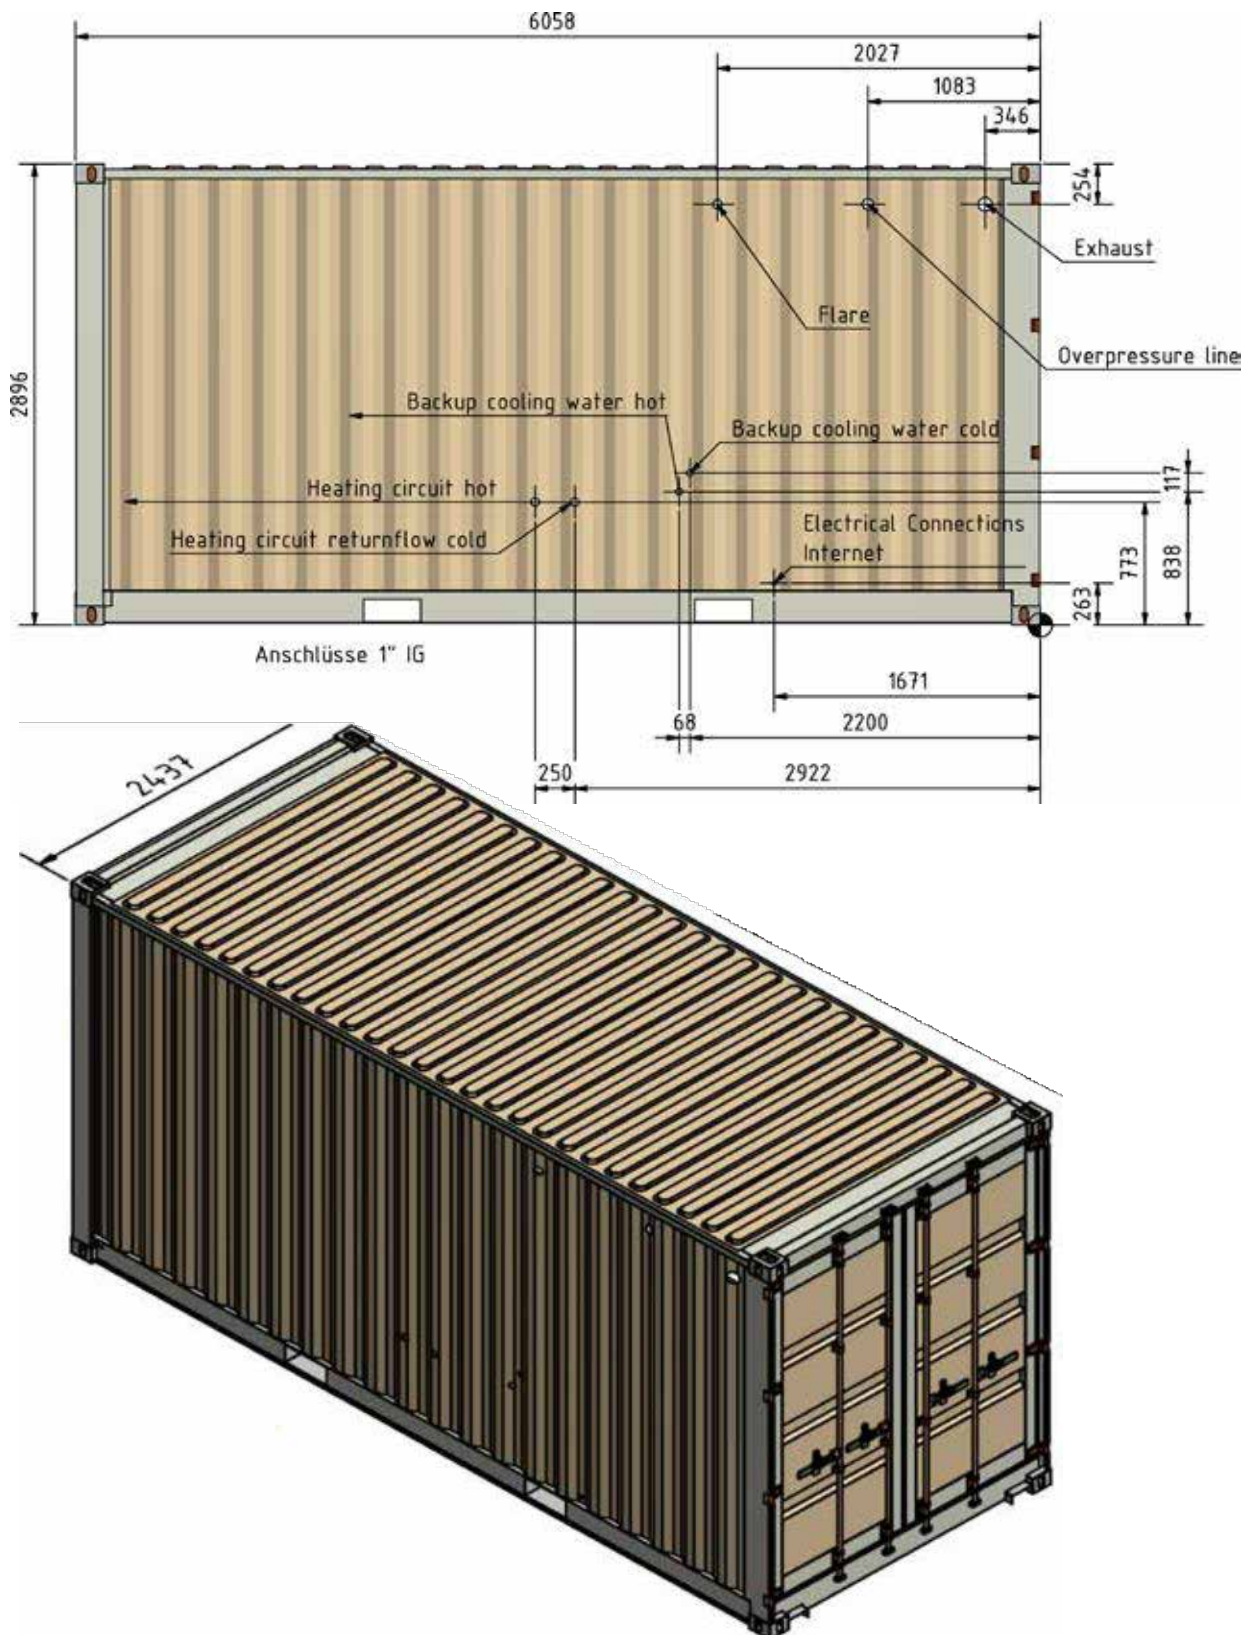 6058
2027
1083
346
254
Exhaust
Flare
Overpressure line
2896
Backup cooling water hot
Backup cooling water cold
117
Heating circuit hot
Electrical Connections
Internet
Heating circuit returnflow cold
773
838
263
Anschlüsse 1" IG
1671
68
2200
250
2922
2437